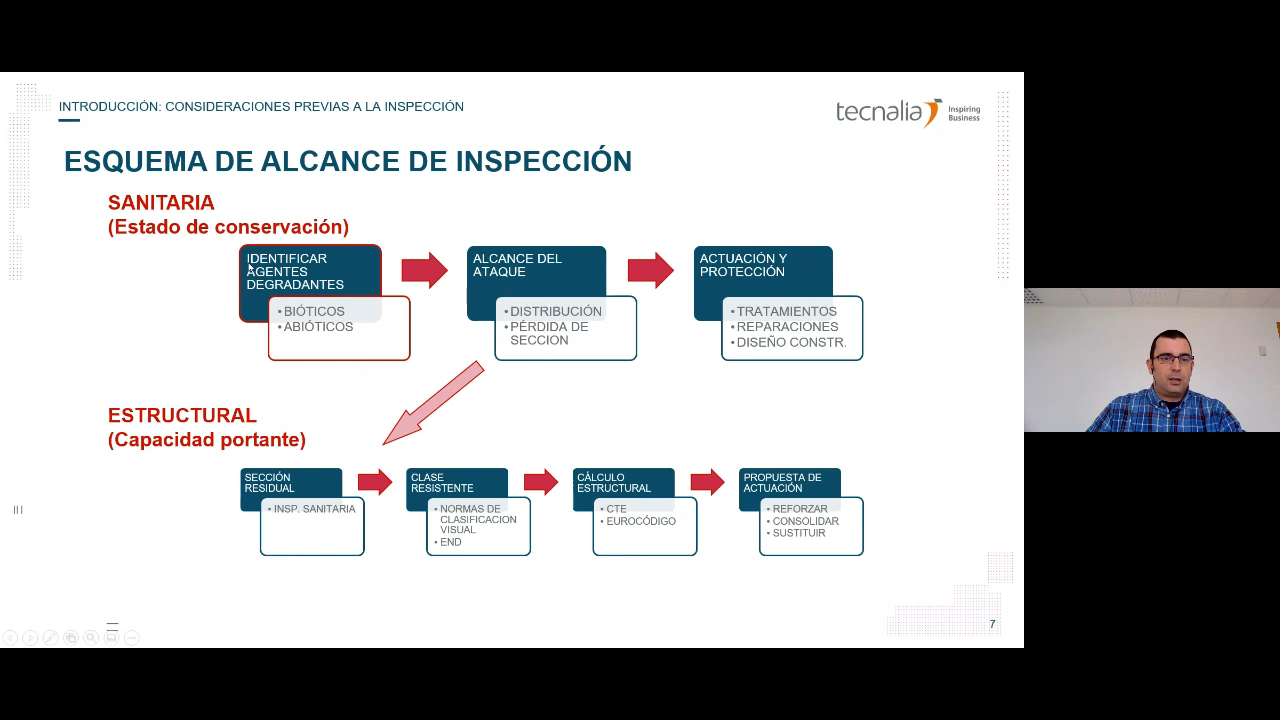 INTRODUCCIÓN: CONSIDERACIONES PREVIAS A LA INSPECCIÓN
tecnalia
Inspiring
Business
ESQUEMA DE ALCANCE DE INSPECCIÓN
SANITARIA
(Estado de conservación)
IDENTIFICAR
AGENTES
DEGRADANTES
• BIÓTICOS
• ABIÓTICOS
ALCANCE DEL
ATAQUE
• DISTRIBUCIÓN
• PÉRDIDA DE
SECCION
ACTUACIÓN Y
PROTECCIÓN
• TRATAMIENTOS
• REPARACIONES
• DISEÑO CONSTR.
ESTRUCTURAL
(Capacidad portante)
SECCIÓN
RESIDUAL
• INSP. SANITARIA
CLASE
RESISTENTE
• NORMAS DE
CLASIFICACION
VISUAL
• END
CÁLCULO
ESTRUCTURAL
• CTE
• EUROCÓDIGO
PROPUESTA DE
ACTUACIÓN
• REFORZAR
• CONSOLIDAR
• SUSTITUIR
7